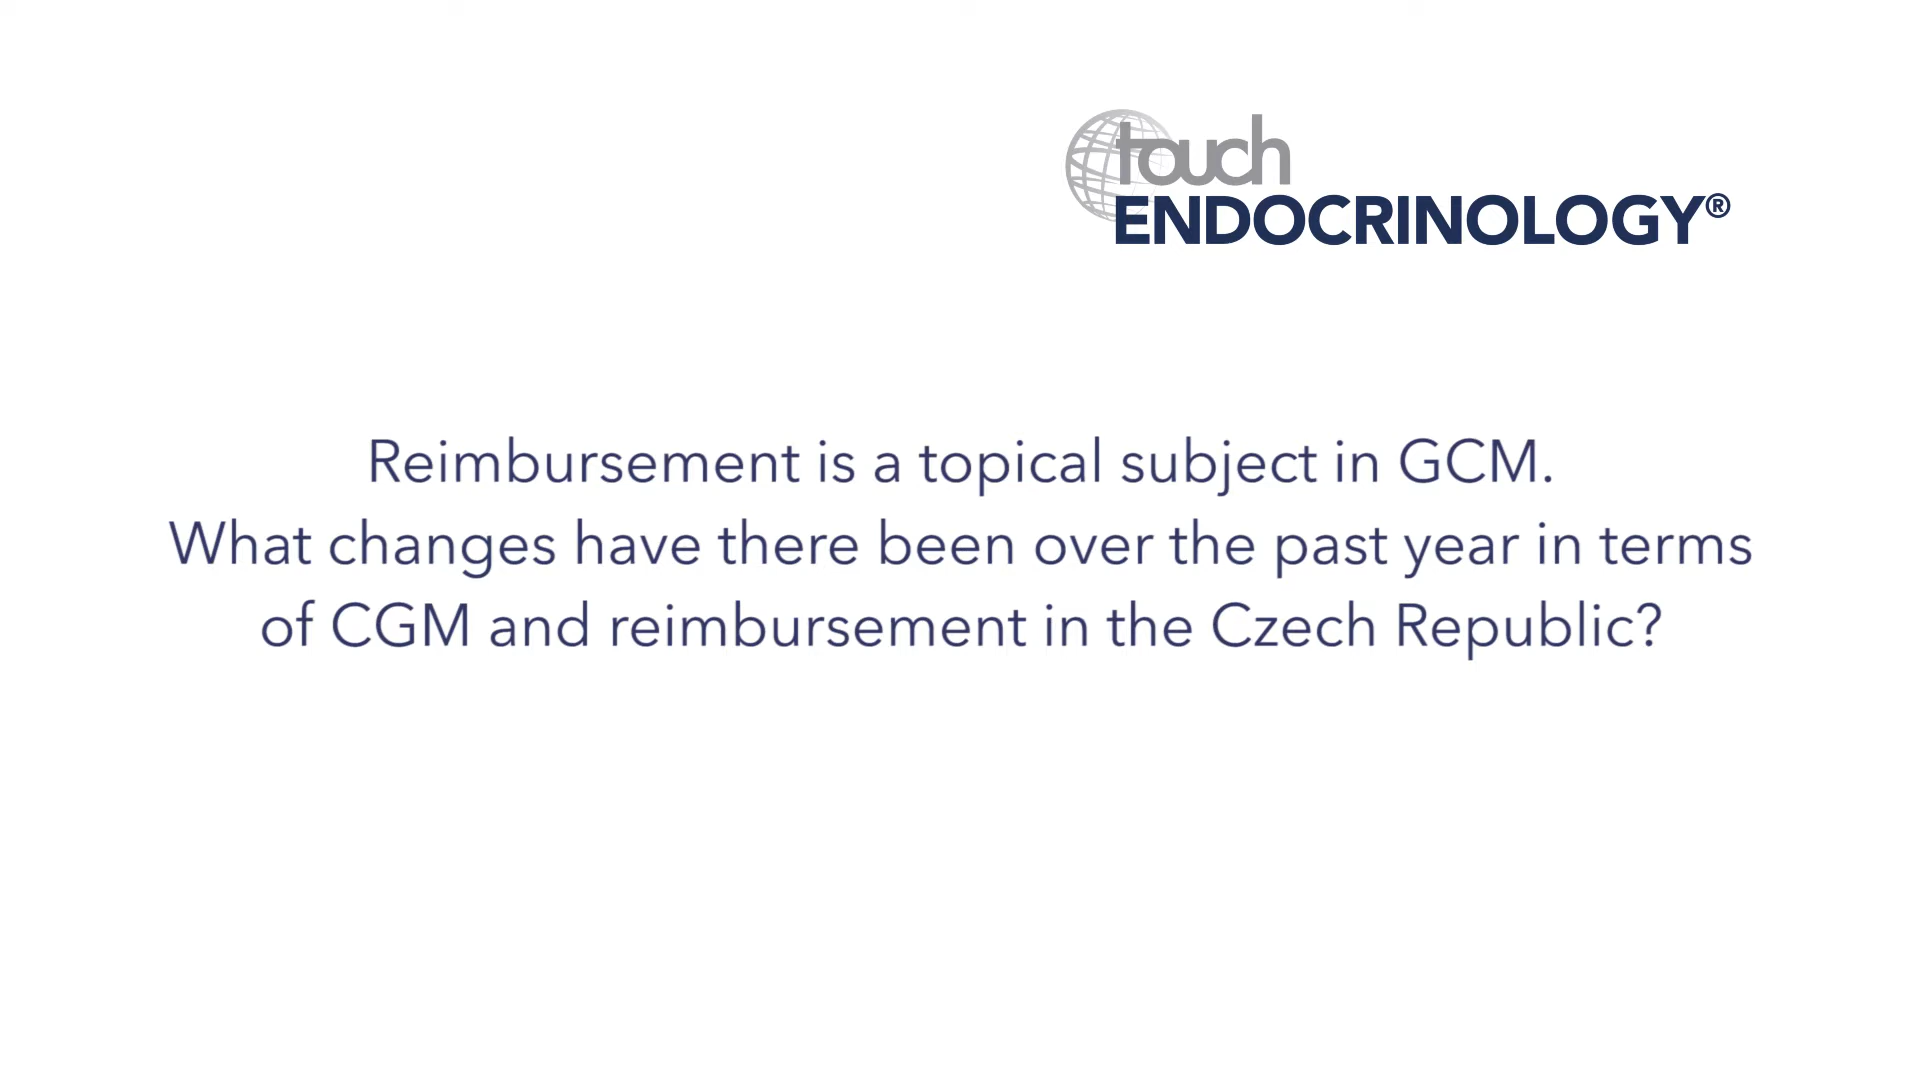 touch
ENDOCRINOLOGY®
Reimbursement is a topical subject in GCM.
What changes have there been over the past year in terms
of CGM and reimbursement in the Czech Republic?